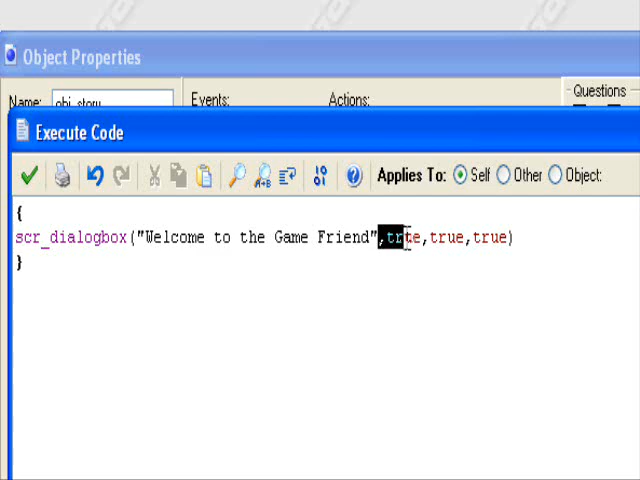 Object Properties
Name: obj_story Events: Actions: Questions
Execute Code
Applies To: Self Other Object:
{
scr_dialogbox("Welcome to the Game Friend",true,true,true)
}